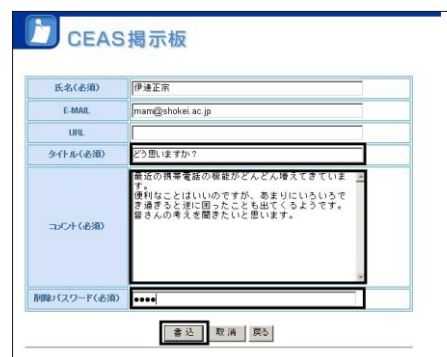 CEAS掲示板
氏名(必須) 伊達正宗
E-MAIL mam@shokei.ac.jp
URL
タイトル(必須) どう思いますか？
コメント(必須)
最近の携帯電話の機能がどんどん増えてきていま
す。
便利なことはいいのですが、あまりにいろいろで
き過ぎると逆に困ったことも出てくるようです。
皆さんの考えを聞きたいと思います。
削除パスワード(必須) ●●●●
書込 取消 戻る